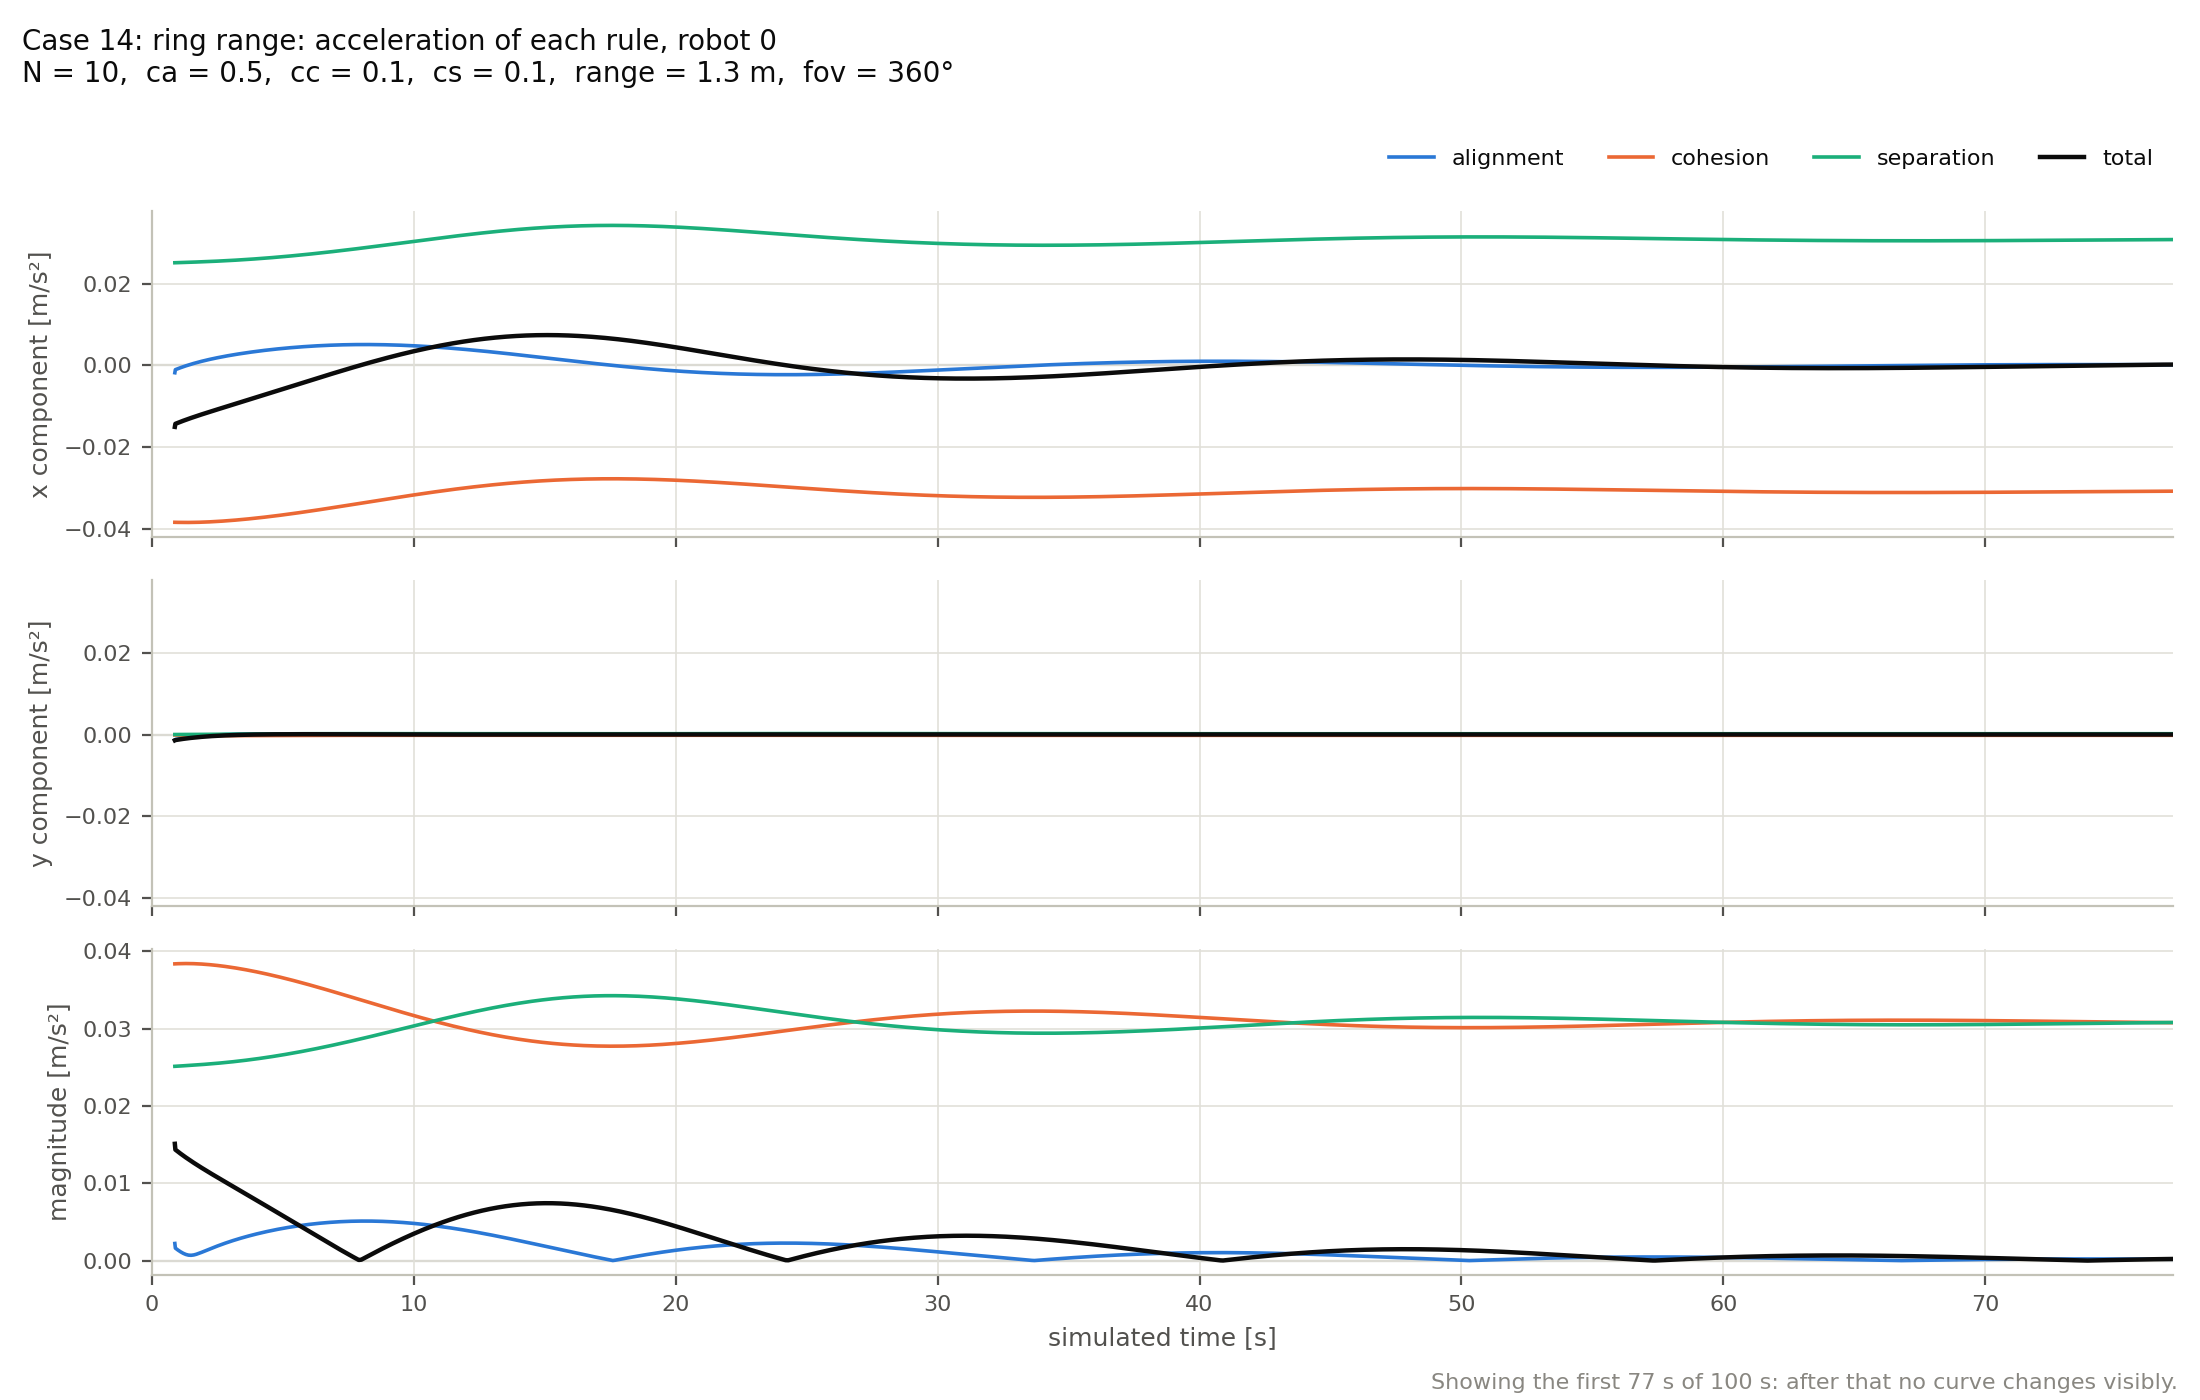 Case 14: ring range: acceleration of each rule, robot 0
N = 10,  ca = 0.5,  cc = 0.1,  cs = 0.1,  range = 1.3 m,  fov = 360°
alignment cohesion separation total
x component [m/s²]
0.02
0.00
−0.02
−0.04
y component [m/s²]
0.02
0.00
−0.02
−0.04
magnitude [m/s²]
0.04
0.03
0.02
0.01
0.00
0 10 20 30 40 50 60 70
simulated time [s]
Showing the first 77 s of 100 s: after that no curve changes visibly.